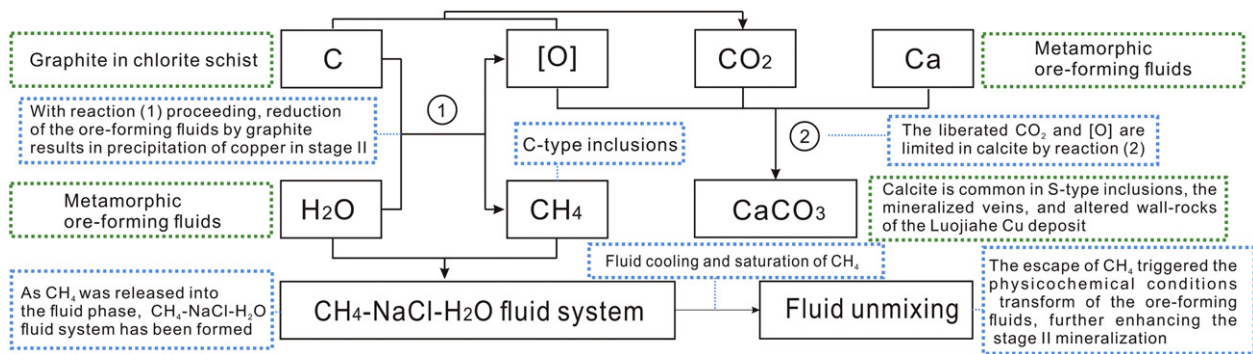 Graphite in chlorite schist
C
[O]
CO2
Ca
Metamorphic
ore-forming fluids
1
With reaction (1) proceeding, reduction
of the ore-forming fluids by graphite
results in precipitation of copper in stage II
C-type inclusions
2
The liberated CO2 and [O] are
limited in calcite by reaction (2)
Metamorphic
ore-forming fluids
H2O
CH4
CaCO3
Calcite is common in S-type inclusions, the
mineralized veins, and altered wall-rocks
of the Luojiahe Cu deposit
As CH4 was released into
the fluid phase, CH4-NaCl-H2O
fluid system has been formed
CH4-NaCl-H2O fluid system
Fluid cooling and saturation of CH4
Fluid unmixing
The escape of CH4 triggered the
physicochemical conditions
transform of the ore-forming
fluids, further enhancing the
stage II mineralization